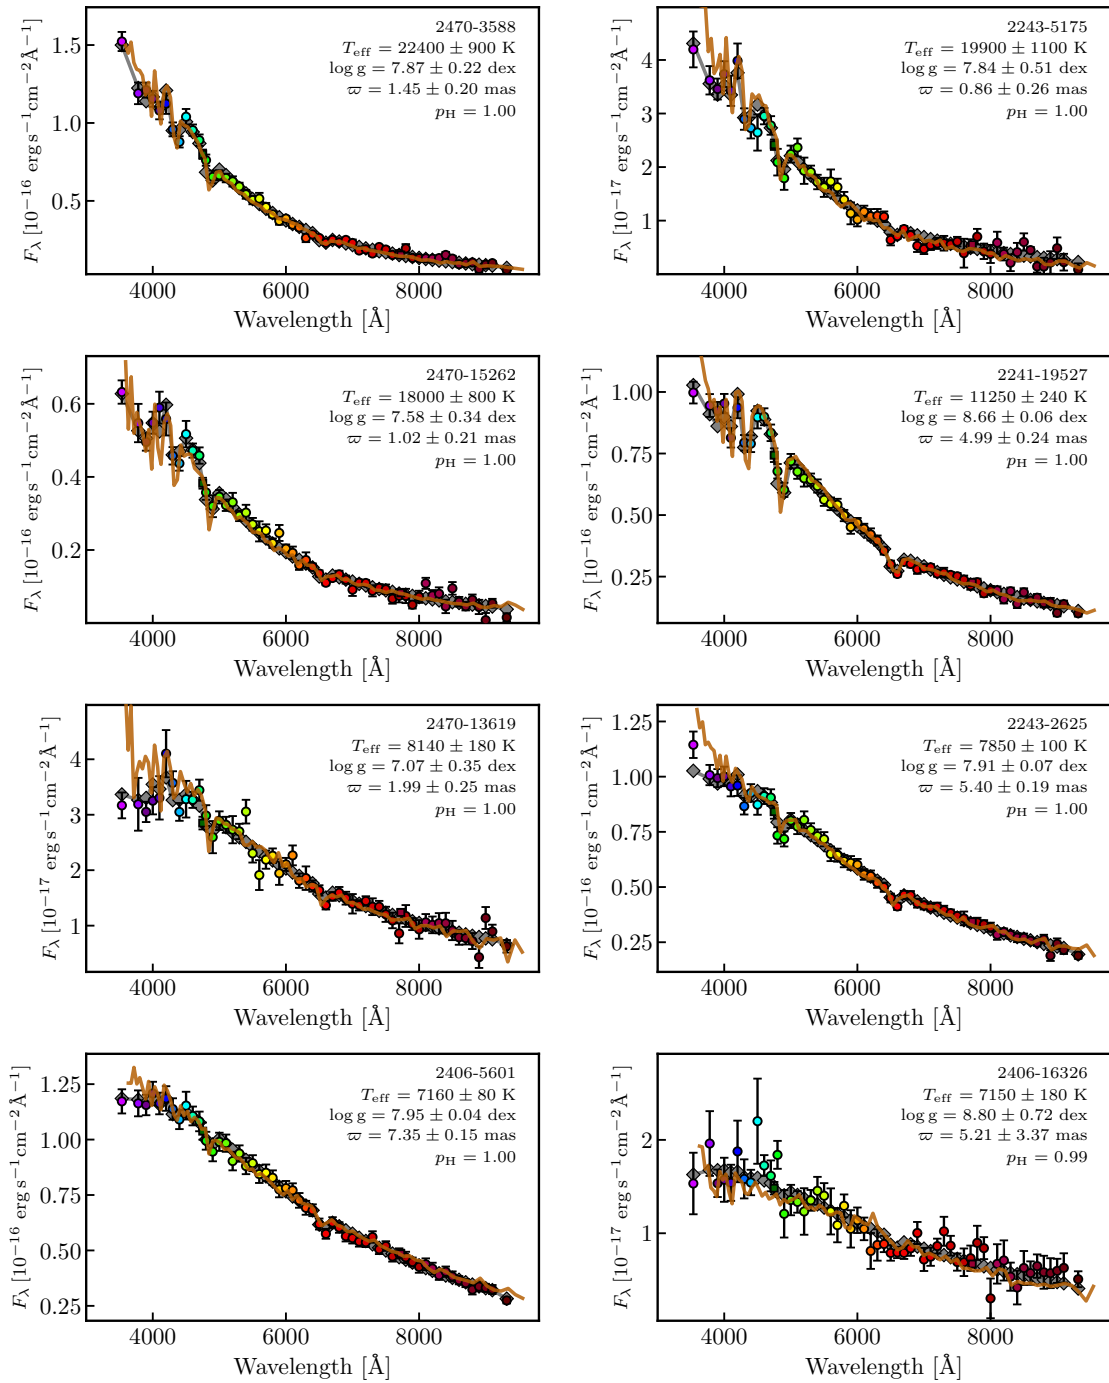 2470-3588
T_eff = 22400 ± 900 K
log g = 7.87 ± 0.22 dex
ϖ = 1.45 ± 0.20 mas
p_H = 1.00
F_λ [10⁻¹⁶ erg s⁻¹ cm⁻² Å⁻¹]
1.5
1.0
0.5
4000 6000 8000
Wavelength [Å]
2243-5175
T_eff = 19900 ± 1100 K
log g = 7.84 ± 0.51 dex
ϖ = 0.86 ± 0.26 mas
p_H = 1.00
F_λ [10⁻¹⁷ erg s⁻¹ cm⁻² Å⁻¹]
4
3
2
1
4000 6000 8000
Wavelength [Å]
2470-15262
T_eff = 18000 ± 800 K
log g = 7.58 ± 0.34 dex
ϖ = 1.02 ± 0.21 mas
p_H = 1.00
F_λ [10⁻¹⁶ erg s⁻¹ cm⁻² Å⁻¹]
0.6
0.4
0.2
4000 6000 8000
Wavelength [Å]
2241-19527
T_eff = 11250 ± 240 K
log g = 8.66 ± 0.06 dex
ϖ = 4.99 ± 0.24 mas
p_H = 1.00
F_λ [10⁻¹⁶ erg s⁻¹ cm⁻² Å⁻¹]
1.00
0.75
0.50
0.25
4000 6000 8000
Wavelength [Å]
2470-13619
T_eff = 8140 ± 180 K
log g = 7.07 ± 0.35 dex
ϖ = 1.99 ± 0.25 mas
p_H = 1.00
F_λ [10⁻¹⁷ erg s⁻¹ cm⁻² Å⁻¹]
4
3
2
1
4000 6000 8000
Wavelength [Å]
2243-2625
T_eff = 7850 ± 100 K
log g = 7.91 ± 0.07 dex
ϖ = 5.40 ± 0.19 mas
p_H = 1.00
F_λ [10⁻¹⁶ erg s⁻¹ cm⁻² Å⁻¹]
1.25
1.00
0.75
0.50
0.25
4000 6000 8000
Wavelength [Å]
2406-5601
T_eff = 7160 ± 80 K
log g = 7.95 ± 0.04 dex
ϖ = 7.35 ± 0.15 mas
p_H = 1.00
F_λ [10⁻¹⁶ erg s⁻¹ cm⁻² Å⁻¹]
1.25
1.00
0.75
0.50
0.25
4000 6000 8000
Wavelength [Å]
2406-16326
T_eff = 7150 ± 180 K
log g = 8.80 ± 0.72 dex
ϖ = 5.21 ± 3.37 mas
p_H = 0.99
F_λ [10⁻¹⁷ erg s⁻¹ cm⁻² Å⁻¹]
2
1
4000 6000 8000
Wavelength [Å]